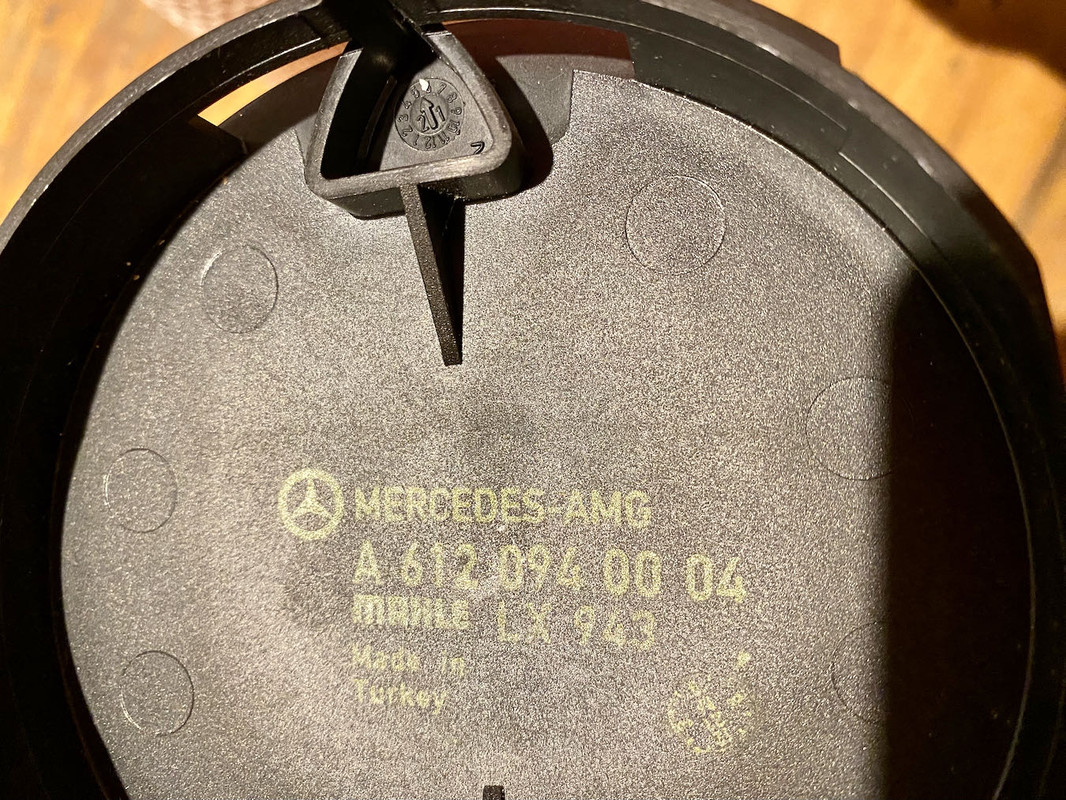 MERCEDES-AMG
A 612 094 00 04
MAHLE LX 943
Made in
Turkey